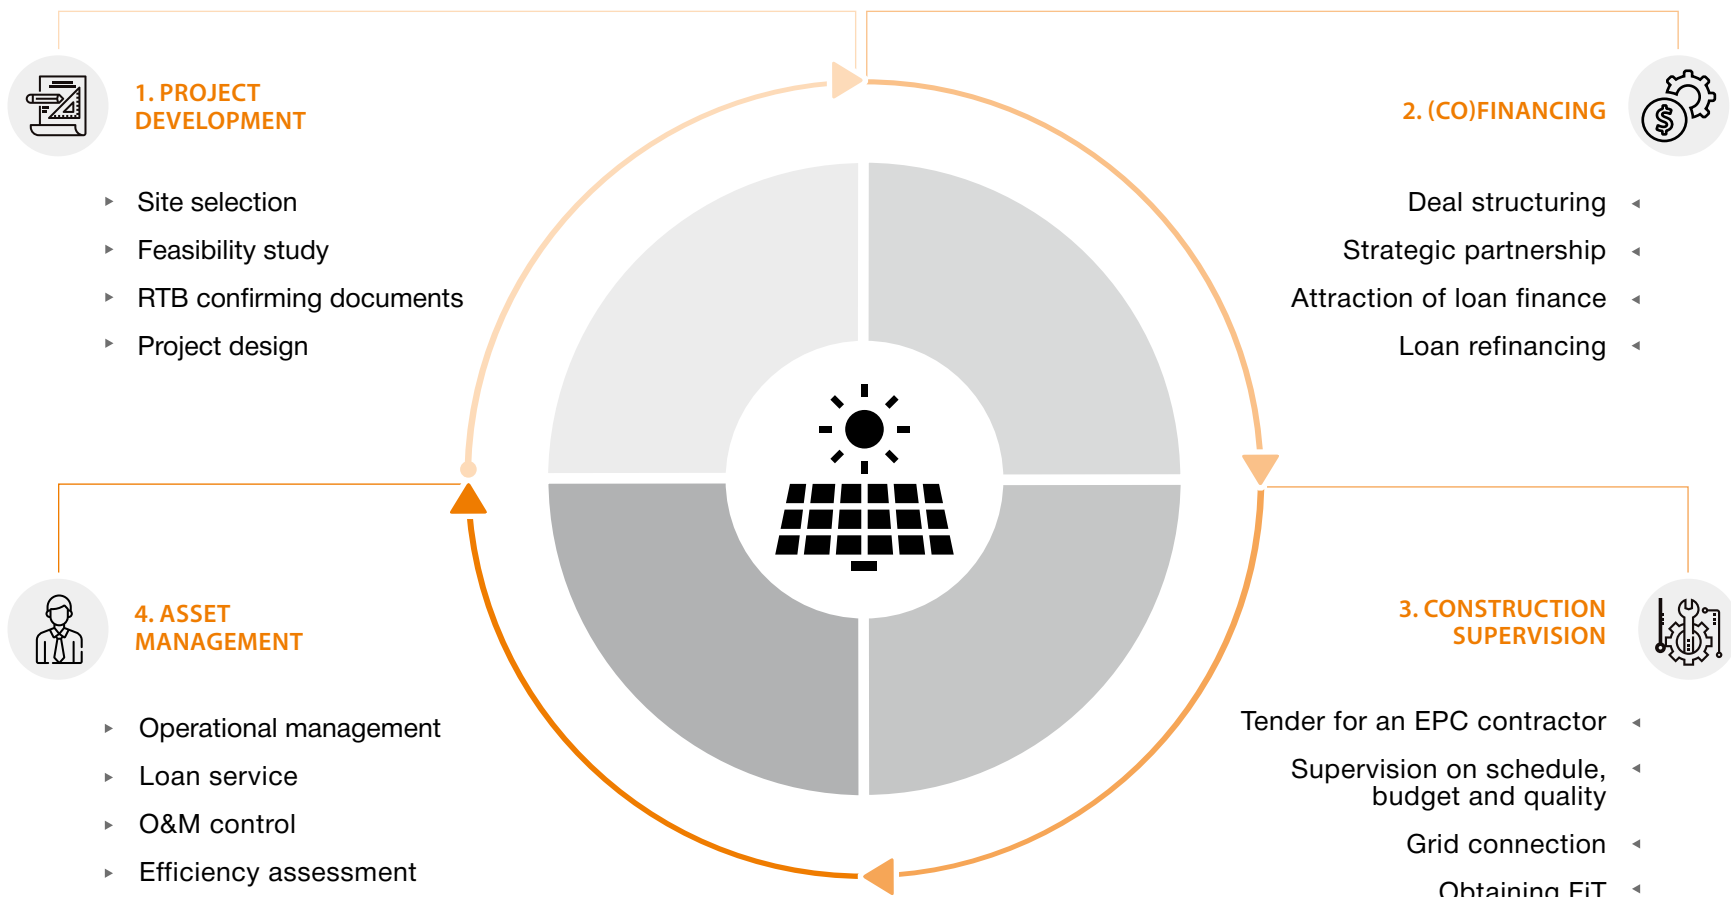 1. PROJECT
DEVELOPMENT
Site selection
Feasibility study
RTB confirming documents
Project design
2. (CO)FINANCING
$
Deal structuring
Strategic partnership
Attraction of loan finance
Loan refinancing
3. CONSTRUCTION
SUPERVISION
Tender for an EPC contractor
Supervision on schedule,
budget and quality
Grid connection
Obtaining FiT
4. ASSET
MANAGEMENT
Operational management
Loan service
O&M control
Efficiency assessment